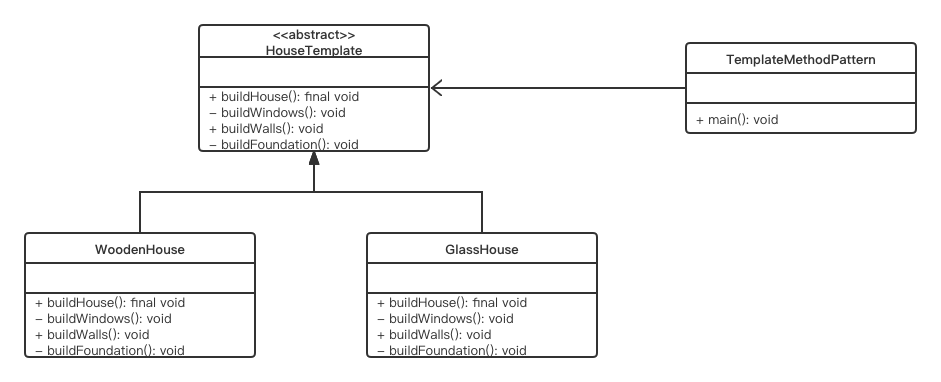 <<abstract>>
HouseTemplate
+ buildHouse(): final void
– buildWindows(): void
+ buildWalls(): void
– buildFoundation(): void
TemplateMethodPattern
+ main(): void
WoodenHouse
+ buildHouse(): final void
– buildWindows(): void
+ buildWalls(): void
– buildFoundation(): void
GlassHouse
+ buildHouse(): final void
– buildWindows(): void
+ buildWalls(): void
– buildFoundation(): void